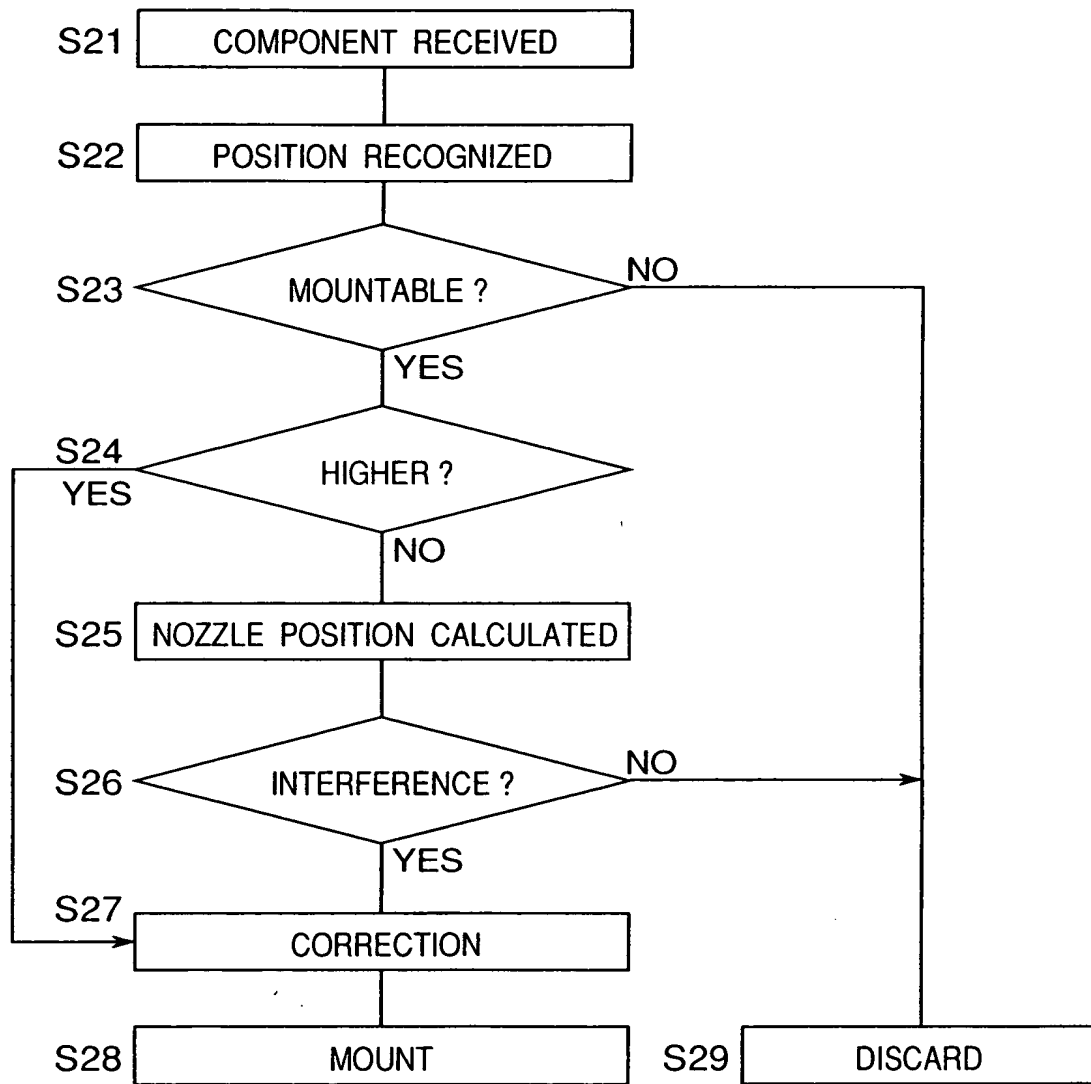 S21 COMPONENT RECEIVED
S22 POSITION RECOGNIZED
S23 MOUNTABLE ? NO
YES
S24 HIGHER ?
YES
NO
S25 NOZZLE POSITION CALCULATED
S26 INTERFERENCE ? NO
YES
S27 CORRECTION
S28 MOUNT
S29 DISCARD